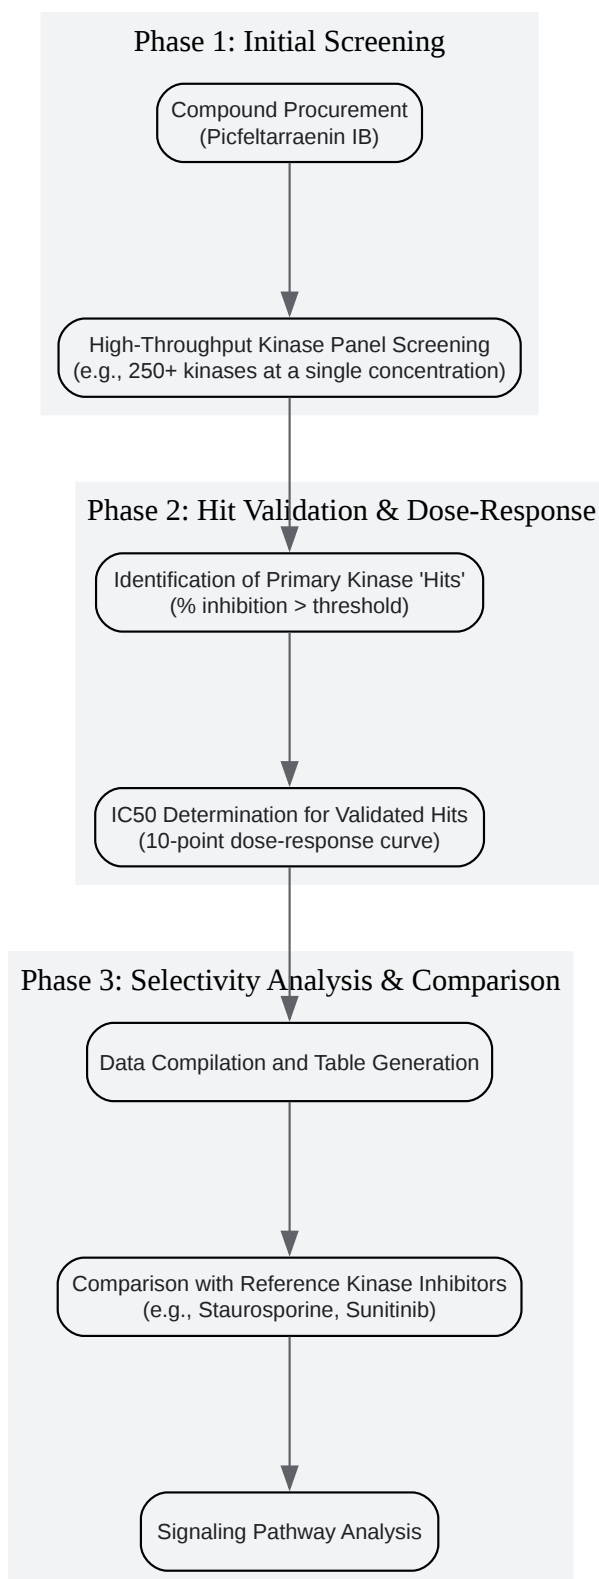 Phase 1: Initial Screening
Compound Procurement
(Picfeltarraenin IB)
High-Throughput Kinase Panel Screening
(e.g., 250+ kinases at a single concentration)
Phase 2: Hit Validation & Dose-Response
Identification of Primary Kinase 'Hits'
(% inhibition > threshold)
IC50 Determination for Validated Hits
(10-point dose-response curve)
Phase 3: Selectivity Analysis & Comparison
Data Compilation and Table Generation
Comparison with Reference Kinase Inhibitors
(e.g., Staurosporine, Sunitinib)
Signaling Pathway Analysis